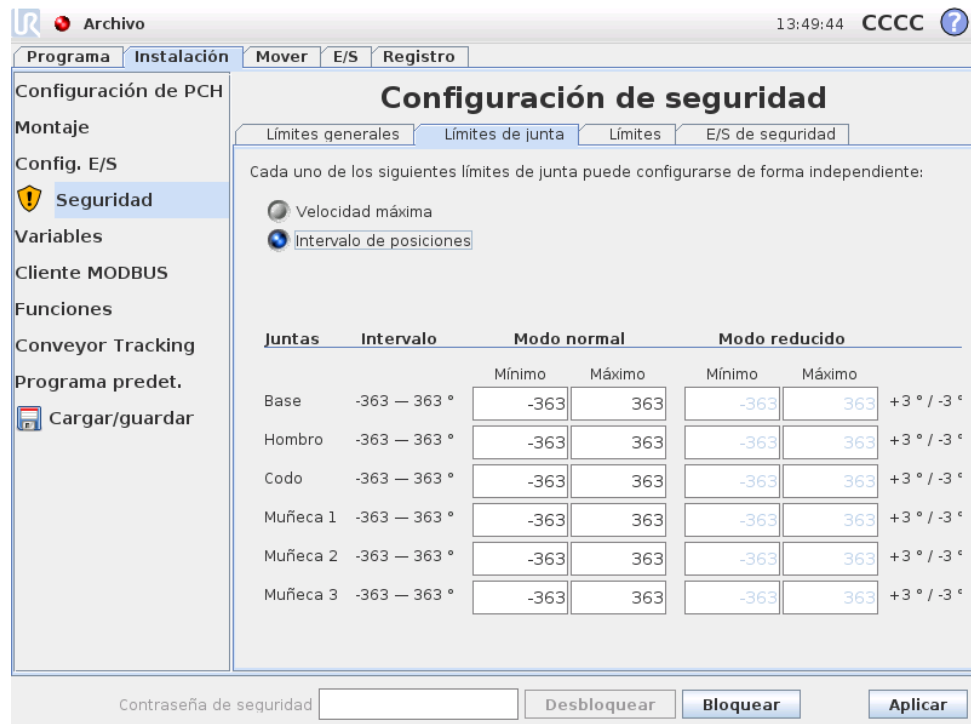 UR Archivo 13:49:44 CCCC ?
Programa Instalación Mover E/S Registro
Configuración de PCH
Montaje
Config. E/S
Seguridad
Variables
Cliente MODBUS
Funciones
Conveyor Tracking
Programa predet.
Cargar/guardar
Configuración de seguridad
Límites generales Límites de junta Límites E/S de seguridad
Cada uno de los siguientes límites de junta puede configurarse de forma independiente:
Velocidad máxima
Intervalo de posiciones
Juntas Intervalo Modo normal Modo reducido
Mínimo Máximo Mínimo Máximo
Base -363 — 363 ° -363 363 -363 363 +3 ° / -3 °
Hombro -363 — 363 ° -363 363 -363 363 +3 ° / -3 °
Codo -363 — 363 ° -363 363 -363 363 +3 ° / -3 °
Muñeca 1 -363 — 363 ° -363 363 -363 363 +3 ° / -3 °
Muñeca 2 -363 — 363 ° -363 363 -363 363 +3 ° / -3 °
Muñeca 3 -363 — 363 ° -363 363 -363 363 +3 ° / -3 °
Contraseña de seguridad Desbloquear Bloquear Aplicar